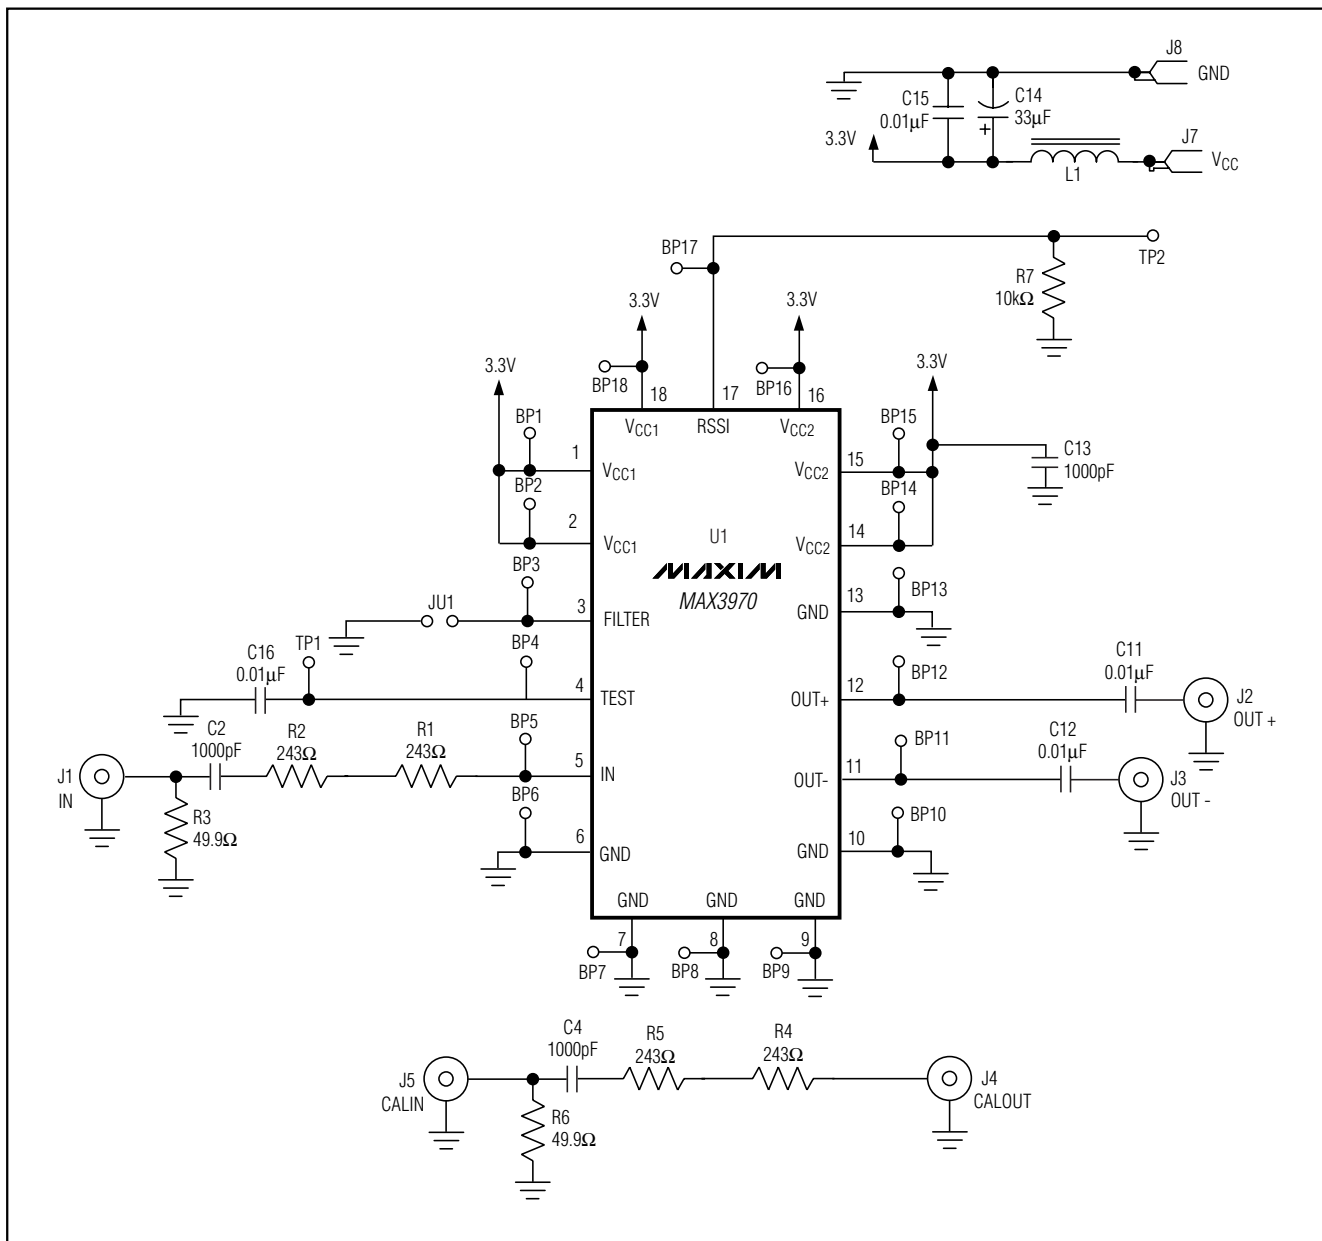 J8
GND
C15
0.01µF
C14
33µF
+
3.3V
J7
VCC
L1
BP17
TP2
R7
10kΩ
3.3V
3.3V
3.3V
3.3V
BP18
18
17
BP16
16
VCC1
RSSI
VCC2
BP1
1
VCC1
BP15
15
VCC2
C13
1000pF
BP2
2
VCC1
BP14
14
VCC2
U1
MAXIM
MAX3970
BP3
JU1
3
FILTER
BP13
13
GND
C16
0.01µF
TP1
BP4
4
TEST
BP12
12
OUT+
C11
0.01µF
J2
OUT +
C2
1000pF
R2
243Ω
R1
243Ω
BP5
5
IN
J1
IN
BP11
11
OUT-
C12
0.01µF
J3
OUT -
R3
49.9Ω
BP6
6
GND
BP10
10
GND
GND
GND
GND
7
8
9
BP7
BP8
BP9
C4
1000pF
R5
243Ω
R4
243Ω
J5
CALIN
J4
CALOUT
R6
49.9Ω